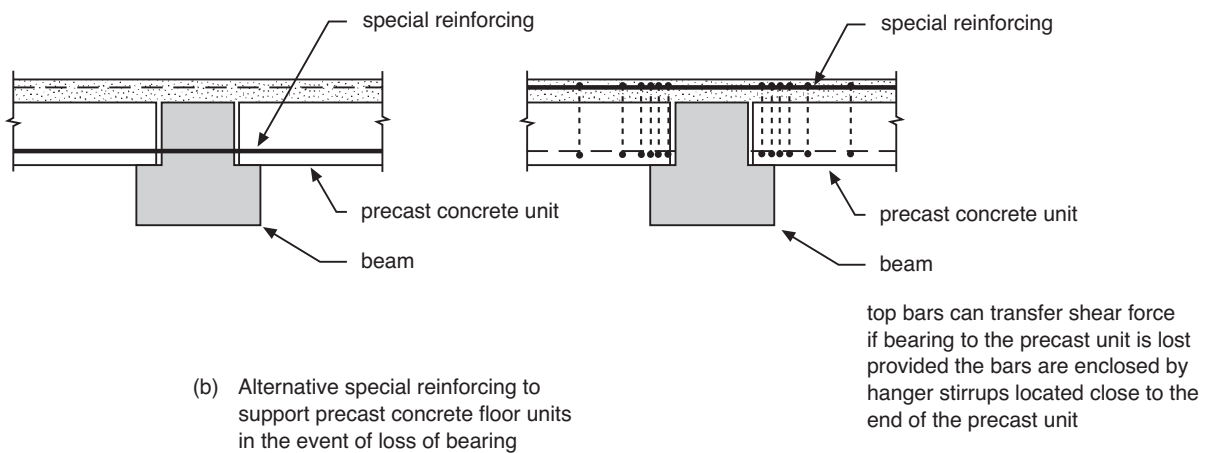 special reinforcing
precast concrete unit
beam
special reinforcing
precast concrete unit
beam
top bars can transfer shear force
if bearing to the precast unit is lost
provided the bars are enclosed by
hanger stirrups located close to the
end of the precast unit
(b) Alternative special reinforcing to
support precast concrete floor units
in the event of loss of bearing